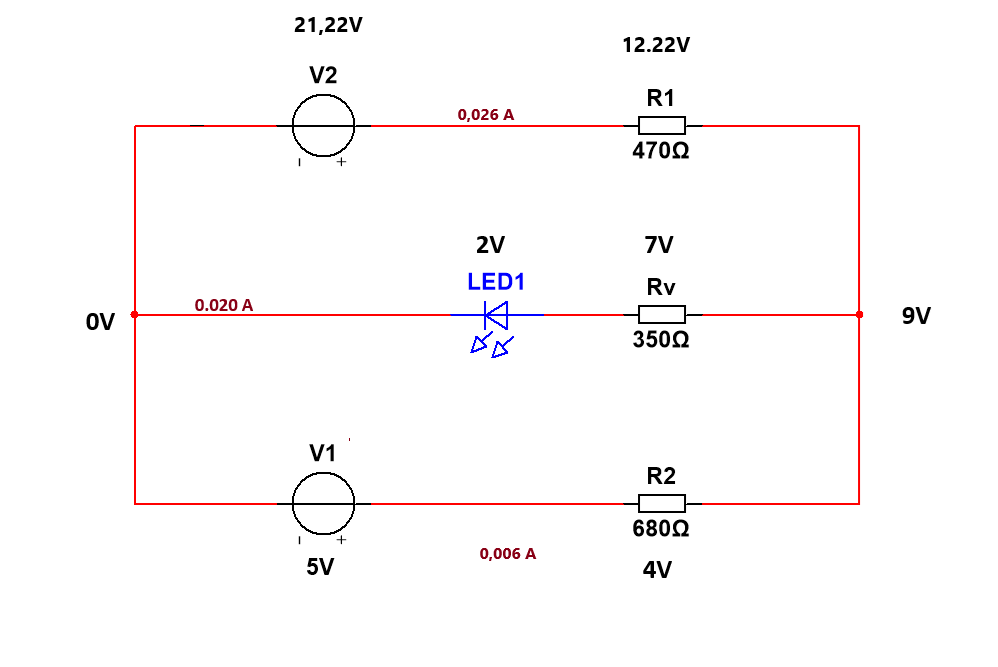 21,22V
12.22V
V2
R1
0,026 A
470Ω
- +
2V
7V
LED1
Rv
0.020 A
0V
9V
350Ω
V1
R2
680Ω
- +
0,006 A
5V
4V